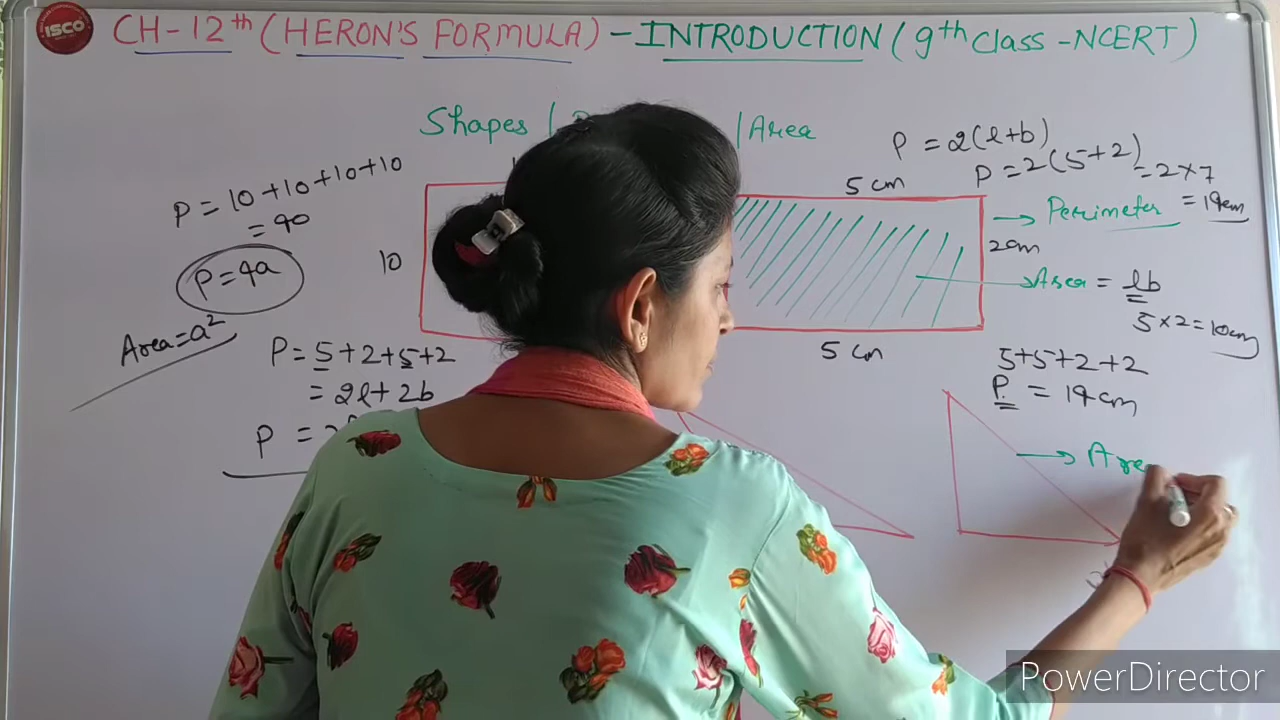 ISCO
CH-12th (HERON'S FORMULA) - INTRODUCTION (9th Class - NCERT)
Shapes | | Area
P = 2(l+b)
P = 2(5+2) = 2×7
= 14cm
P = 10+10+10+10
= 40
P = 4a
Area = a²
10
5 cm
→ Perimeter
2cm
→ Area = lb
5×2 = 10cm
5 cm
P = 5+2+5+2
= 2l+2b
P =
5+5+2+2
P = 14cm
→ Area
PowerDirector